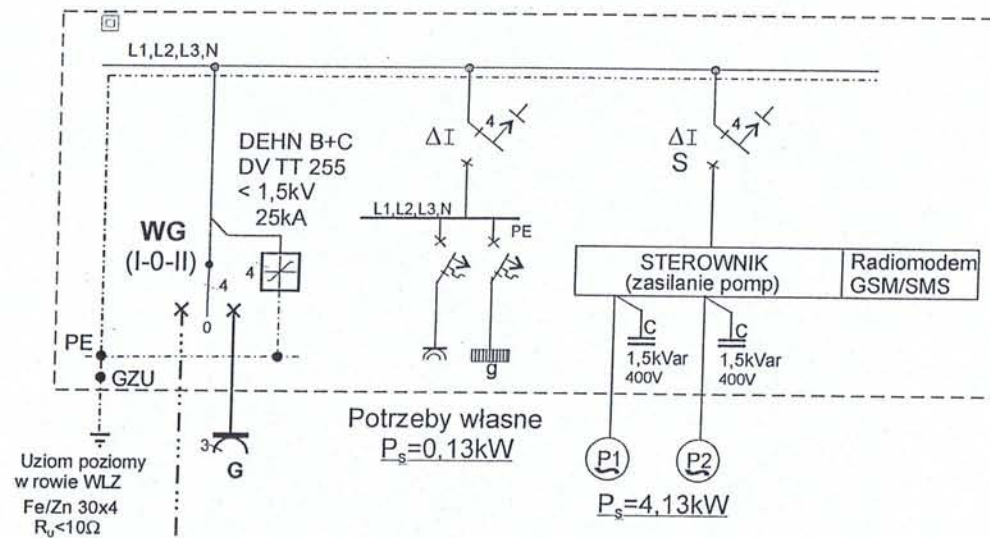 L1,L2,L3,N
DEHN B+C
DV TT 255
< 1,5kV
25kA
WG
(I-0-II)
4
4
0
PE
GZU
3
G
Uziom poziomy
w rowie WLZ
Fe/Zn 30x4
Ru<10Ω
ΔI
4
L1,L2,L3,N
PE
g
Potrzeby własne
Ps=0,13kW
ΔI
S
4
STEROWNIK
(zasilanie pomp)
Radiomodem
GSM/SMS
C
1,5kVar
400V
C
1,5kVar
400V
P1
P2
Ps=4,13kW